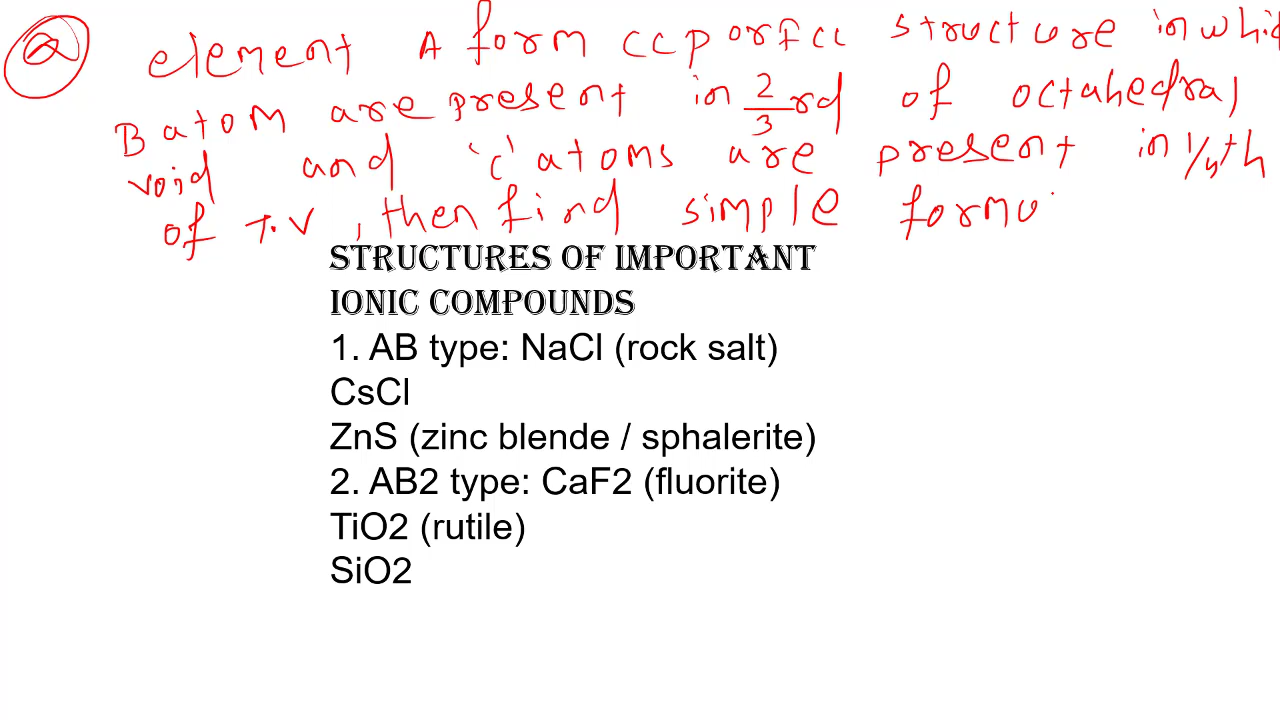 Q element A form CCP or FCC structure in whic
B atom are present in 2/3 rd of octahedral
void and 'C' atoms are present in 1/4th
of T.V, then find simple formu
STRUCTURES OF IMPORTANT
IONIC COMPOUNDS
1. AB type: NaCl (rock salt)
CsCl
ZnS (zinc blende / sphalerite)
2. AB2 type: CaF2 (fluorite)
TiO2 (rutile)
SiO2